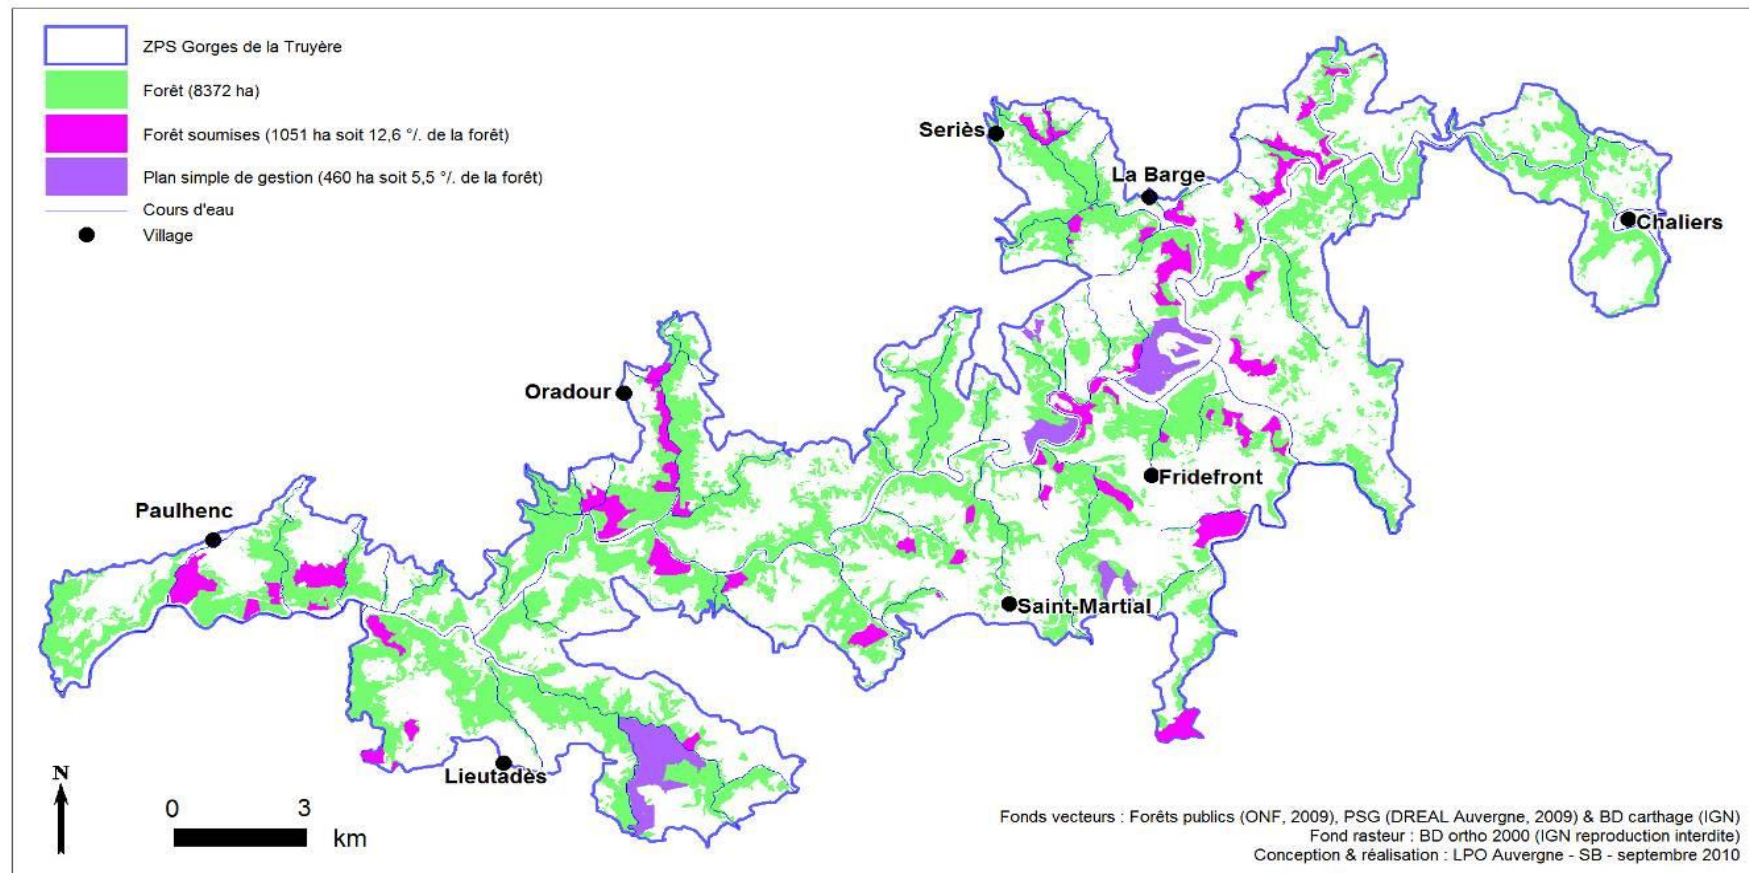 ZPS Gorges de la Truyère
Forêt (8372 ha)
Forêt soumises (1051 ha soit 12,6 °/. de la forêt)
Plan simple de gestion (460 ha soit 5,5 °/. de la forêt)
Cours d'eau
Village
Seriès
La Barge
Chaliers
Oradour
Fridefront
Paulhenc
Saint-Martial
Lieutadès
N
0 3
km
Fonds vecteurs : Forêts publics (ONF, 2009), PSG (DREAL Auvergne, 2009) & BD carthage (IGN)
Fond rasteur : BD ortho 2000 (IGN reproduction interdite)
Conception & réalisation : LPO Auvergne - SB - septembre 2010